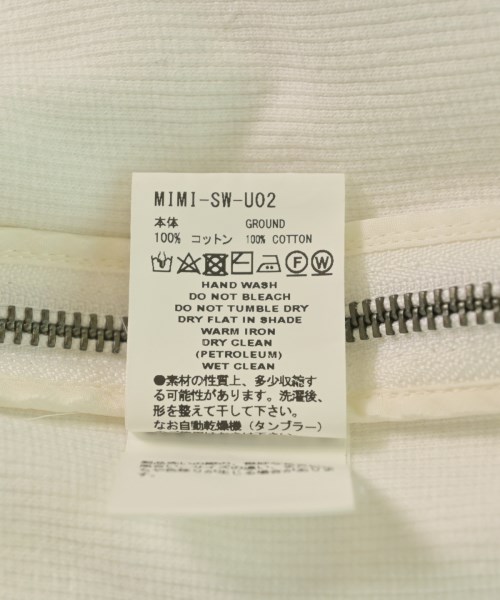 MIMI-SW-U02
本体 GROUND
100% コットン 100% COTTON
F W
HAND WASH
DO NOT BLEACH
DO NOT TUMBLE DRY
DRY FLAT IN SHADE
WARM IRON
DRY CLEAN
(PETROLEUM)
WET CLEAN
●素材の性質上、多少収縮す
る可能性があります。洗濯後、
形を整えて干して下さい。
なお自動乾燥機（タンブラー）